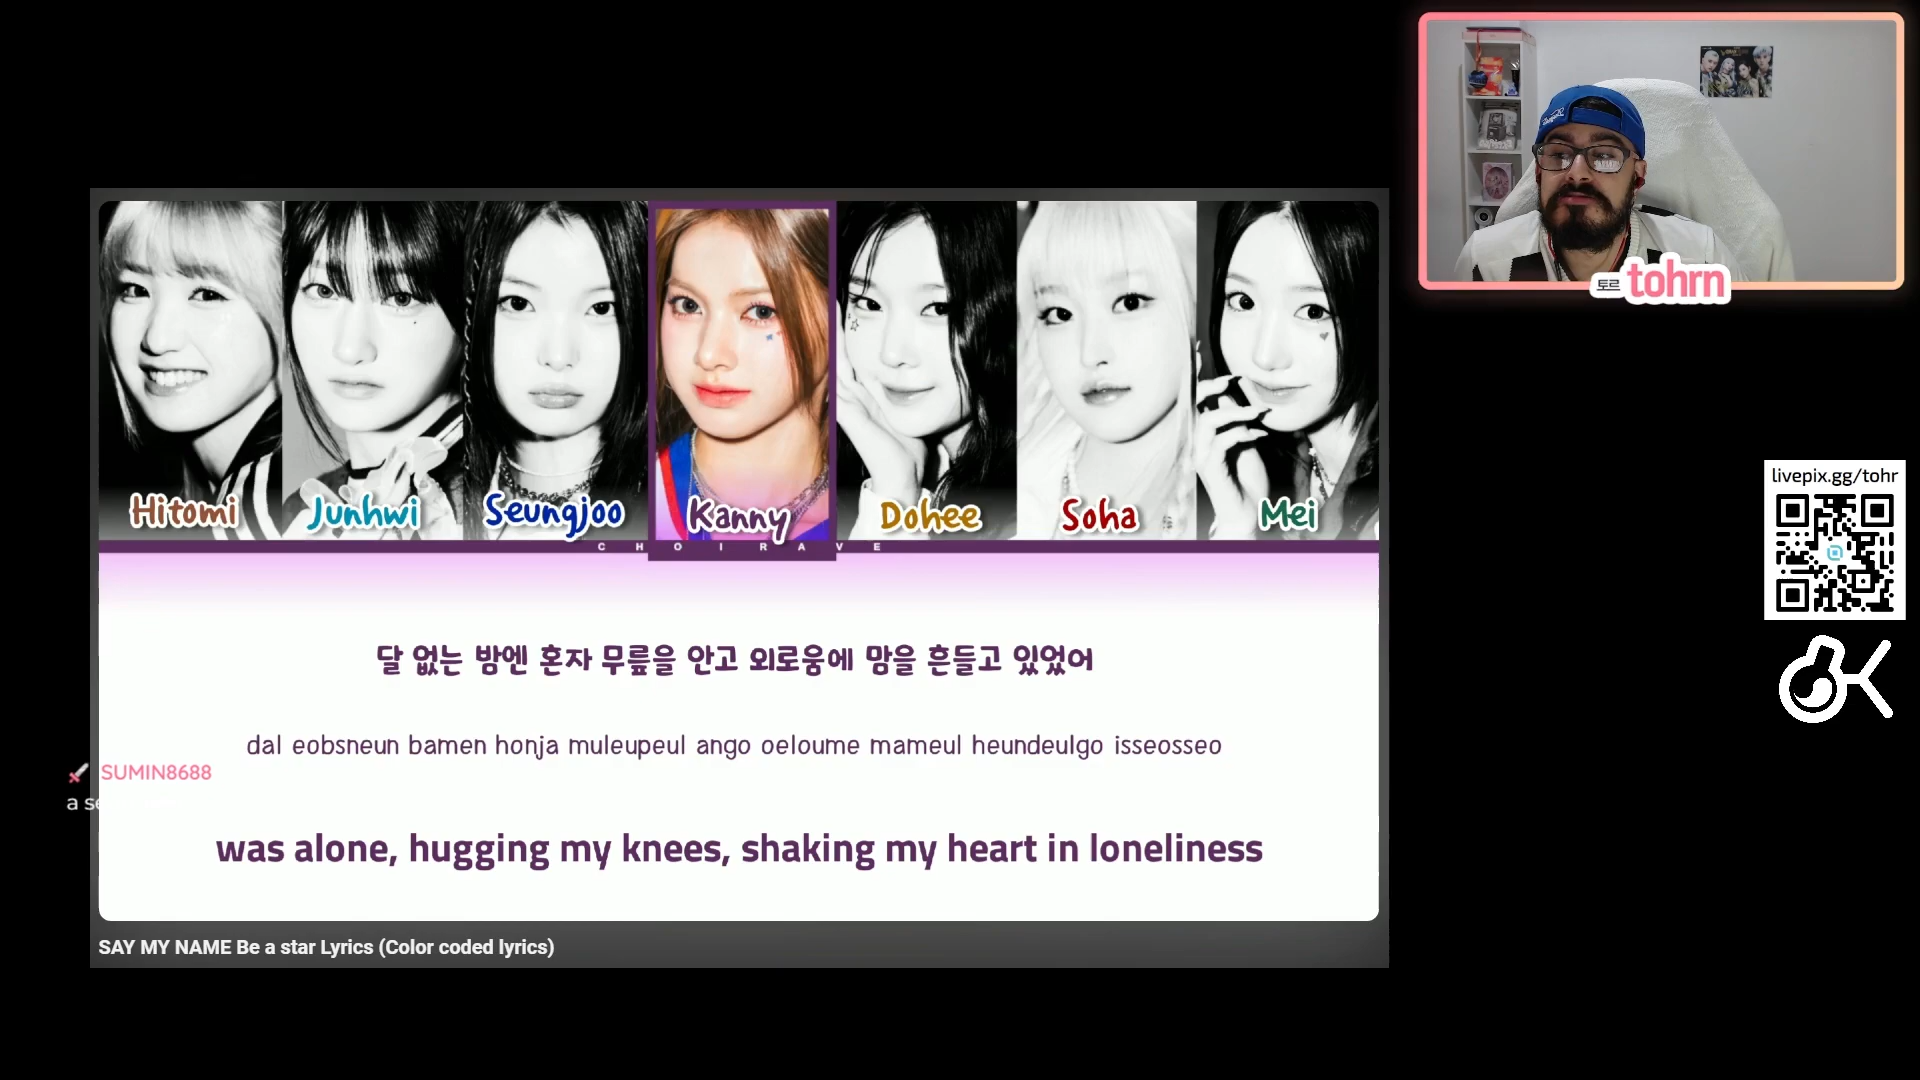 토르 tohrn
Hitomi
Junhwi
Seungjoo
Kanny
Dohee
Soha
Mei
CHOIRAVE
livepix.gg/tohr
달 없는 밤엔 혼자 무릎을 안고 외로움에 맘을 흔들고 있었어
dal eobsneun bamen honja muleupeul ango oeloume mameul heundeulgo isseosseo
SUMIN8688
a se
was alone, hugging my knees, shaking my heart in loneliness
SAY MY NAME Be a star Lyrics (Color coded lyrics)